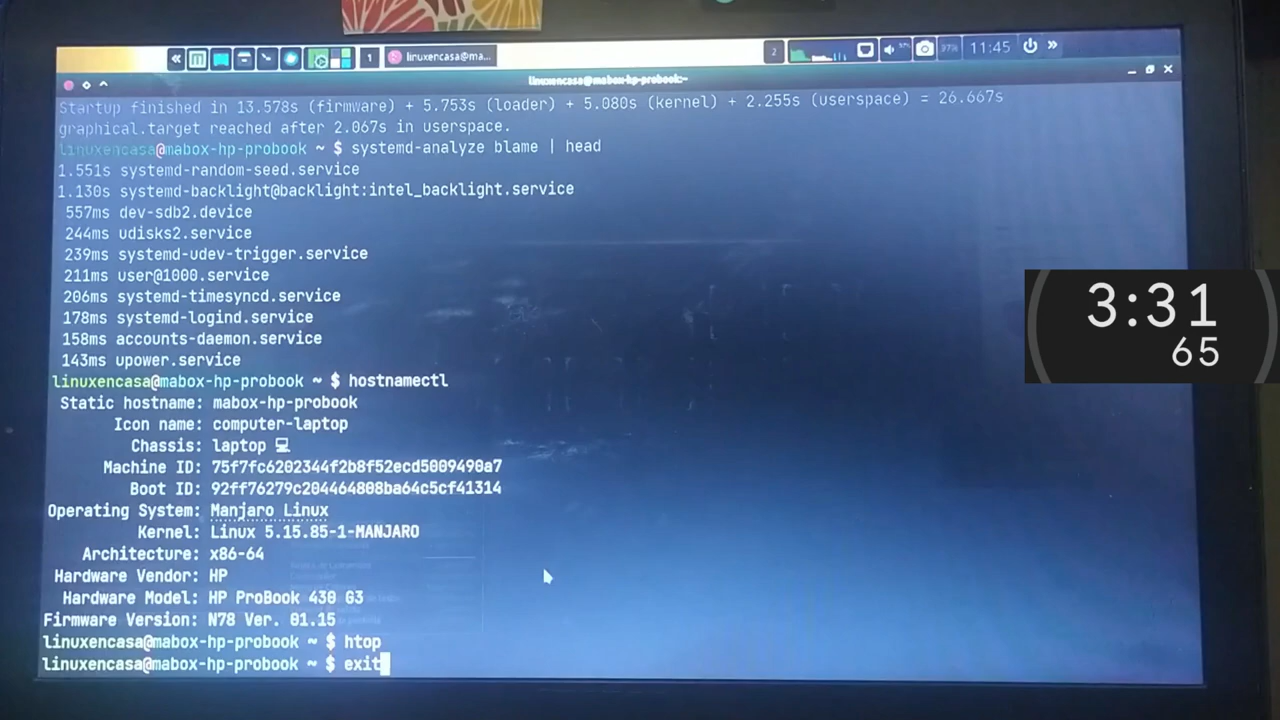 1 linuxencasa@ma... 2 97% 11:45
linuxencasa@mabox-hp-probook:~
Startup finished in 13.578s (firmware) + 5.753s (loader) + 5.080s (kernel) + 2.255s (userspace) = 26.667s
graphical.target reached after 2.067s in userspace.
linuxencasa@mabox-hp-probook ~ $ systemd-analyze blame | head
1.551s systemd-random-seed.service
1.130s systemd-backlight@backlight:intel_backlight.service
557ms dev-sdb2.device
244ms udisks2.service
239ms systemd-udev-trigger.service
211ms user@1000.service
206ms systemd-timesyncd.service
178ms systemd-logind.service
158ms accounts-daemon.service
143ms upower.service
linuxencasa@mabox-hp-probook ~ $ hostnamectl
Static hostname: mabox-hp-probook
Icon name: computer-laptop
Chassis: laptop 💻
Machine ID: 75f7fc6202344f2b8f52ecd5009490a7
Boot ID: 92ff76279c204464808ba64c5cf41314
Operating System: Manjaro Linux
Kernel: Linux 5.15.85-1-MANJARO
Architecture: x86-64
Hardware Vendor: HP
Hardware Model: HP ProBook 430 G3
Firmware Version: N78 Ver. 01.15
linuxencasa@mabox-hp-probook ~ $ htop
linuxencasa@mabox-hp-probook ~ $ exit
3:31
65